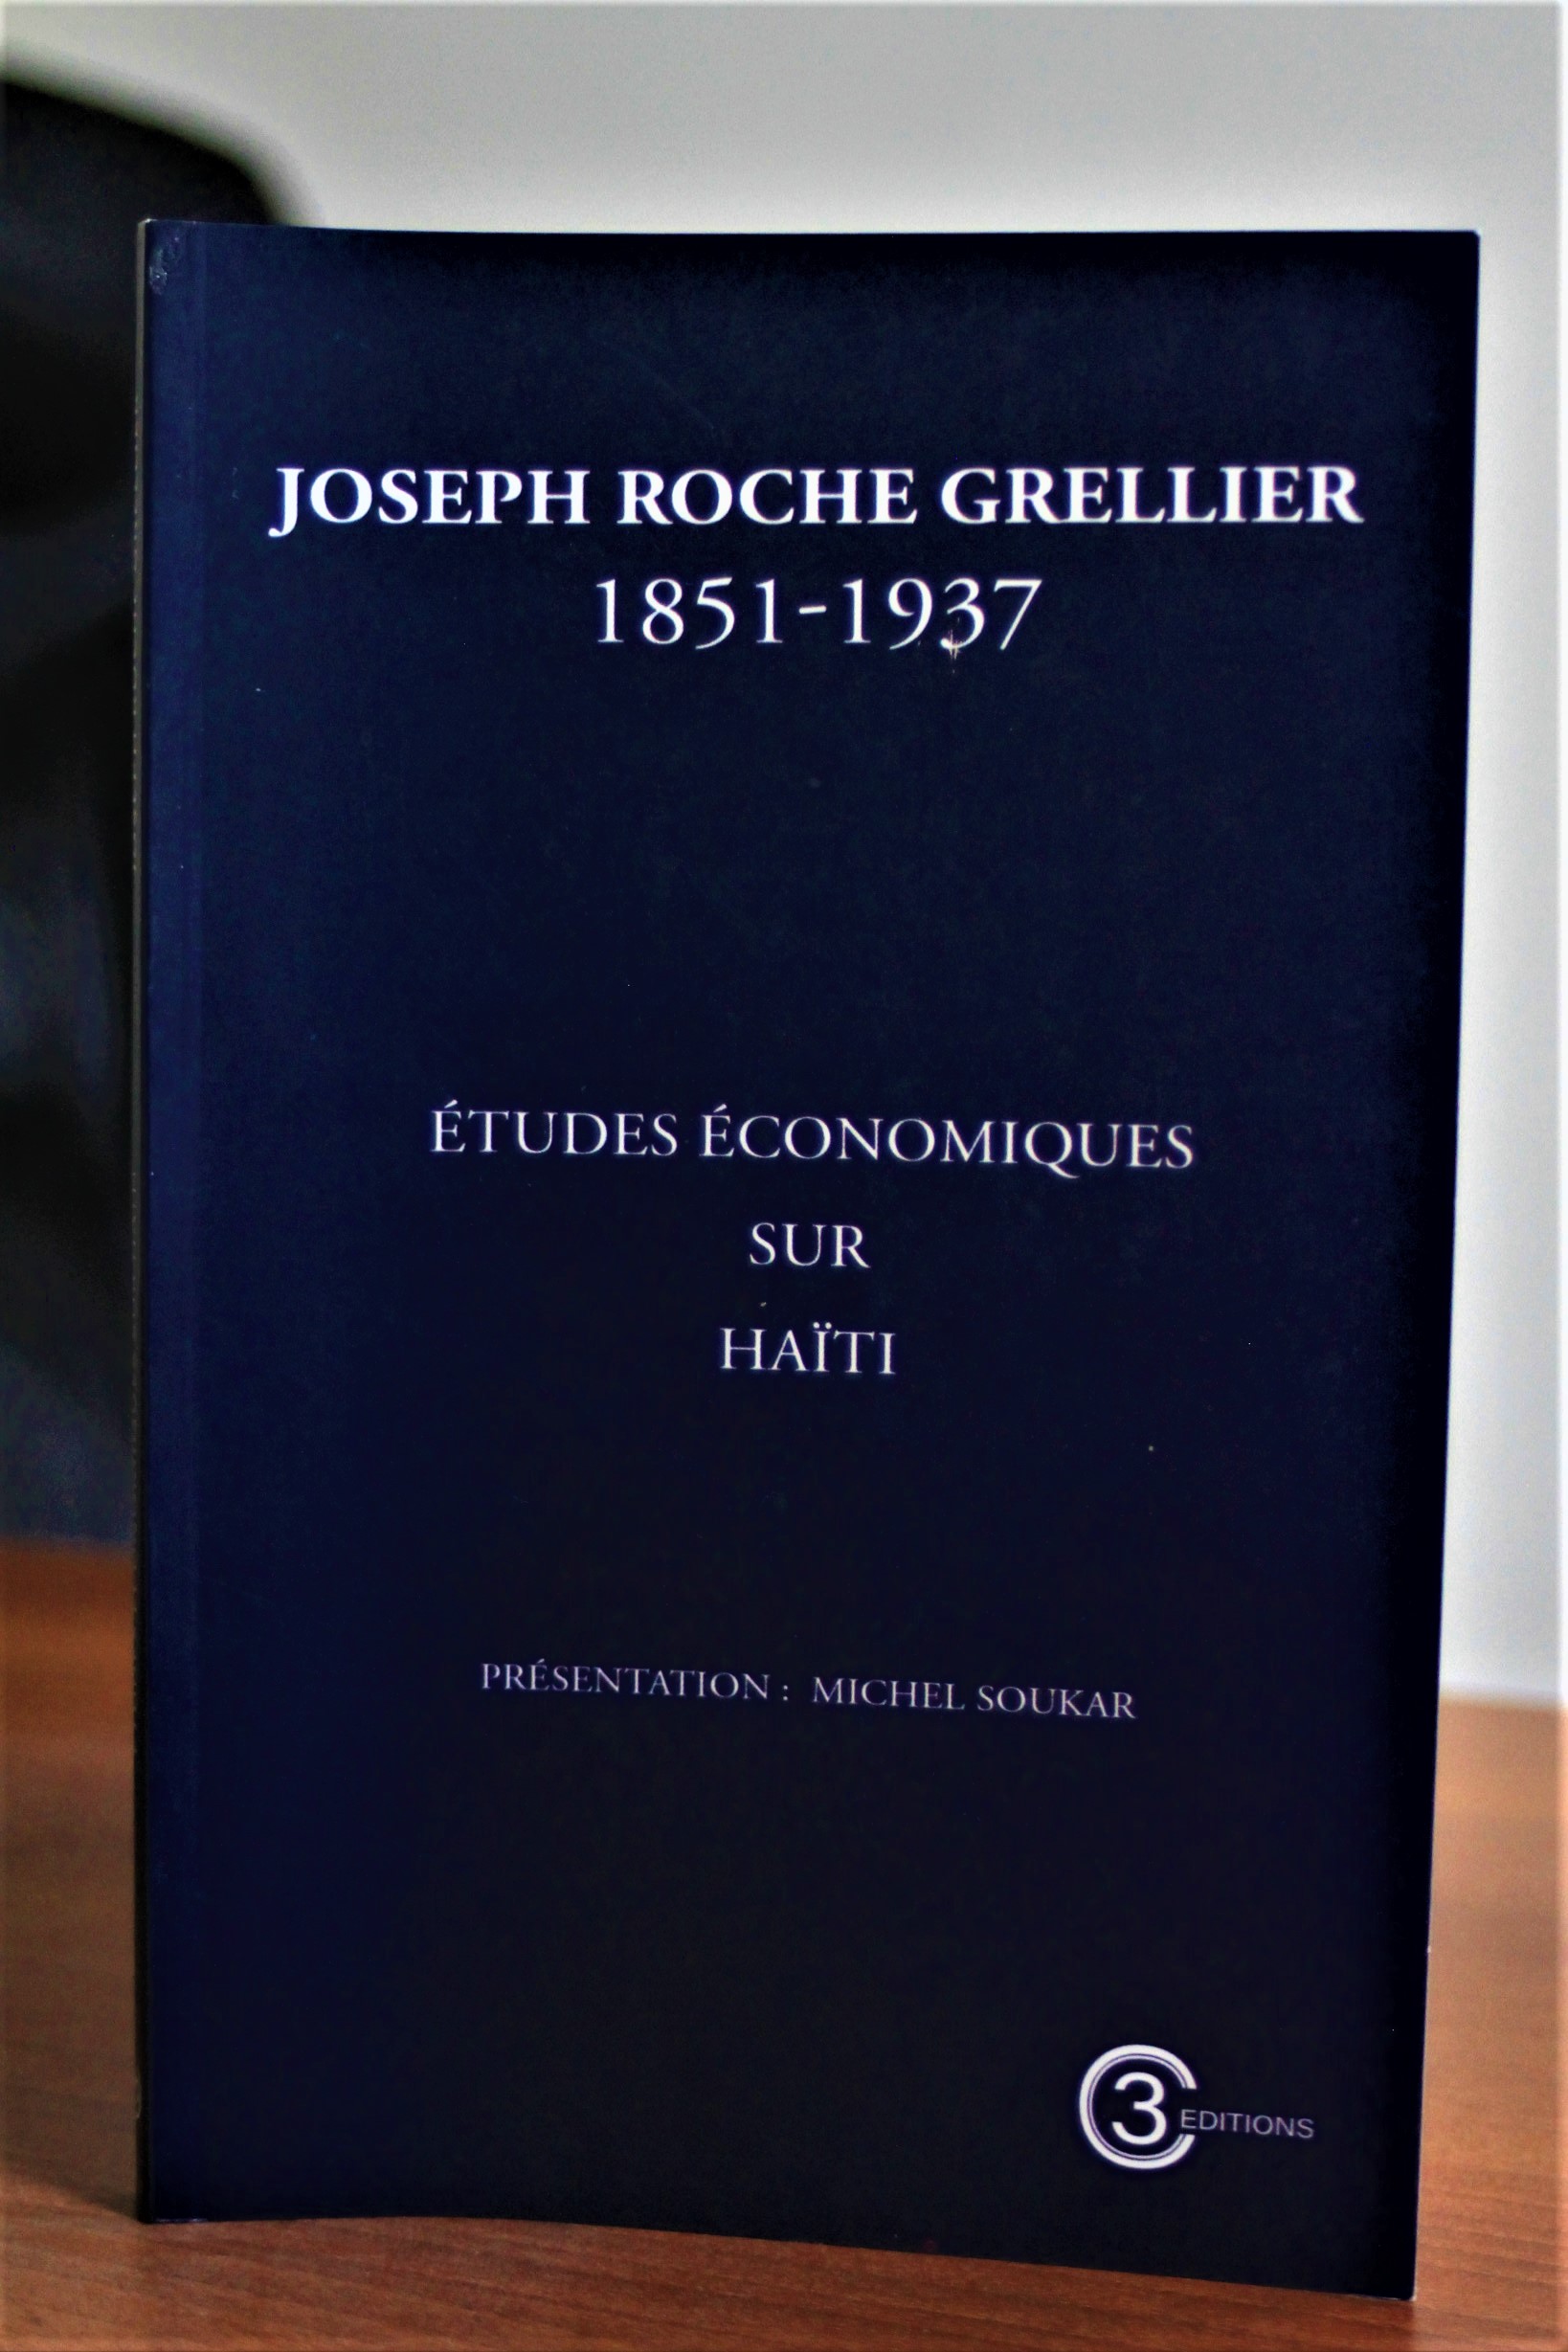 JOSEPH ROCHE GRELLIER
1851-1937
ÉTUDES ÉCONOMIQUES
SUR
HAÏTI
PRÉSENTATION : MICHEL SOUKAR
C3 EDITIONS